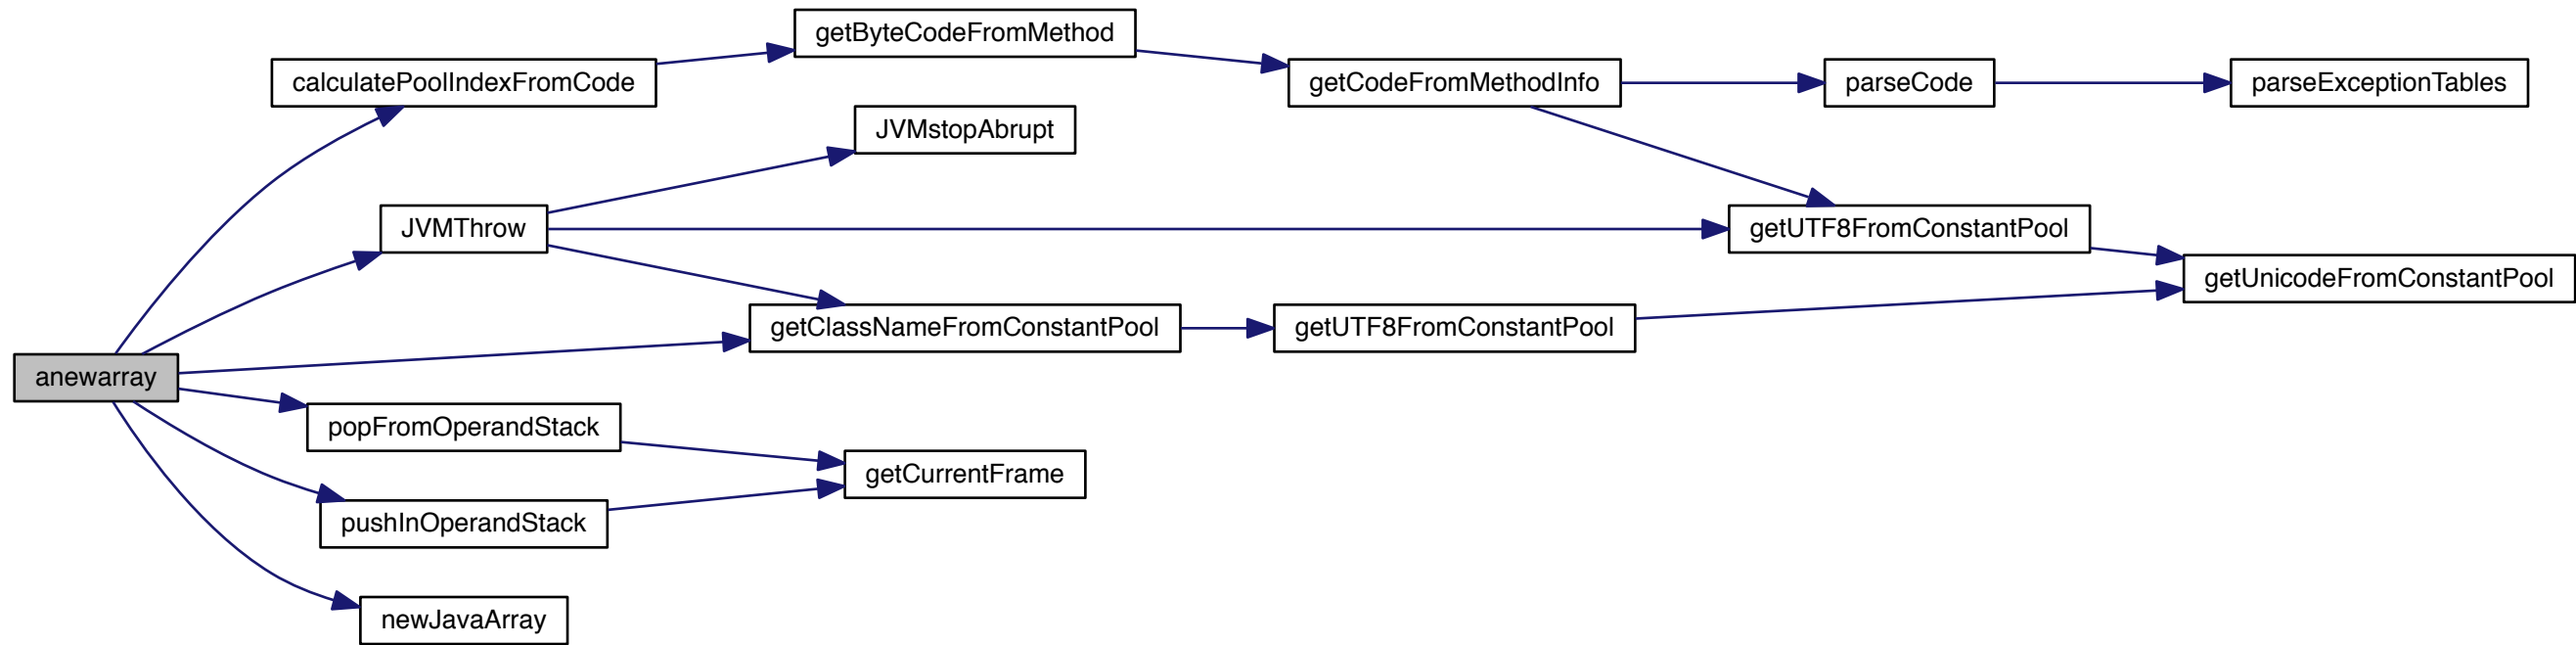 getByteCodeFromMethod
calculatePoolIndexFromCode
getCodeFromMethodInfo
parseCode
parseExceptionTables
JVMstopAbrupt
JVMThrow
getUTF8FromConstantPool
getUnicodeFromConstantPool
getClassNameFromConstantPool
getUTF8FromConstantPool
anewarray
popFromOperandStack
getCurrentFrame
pushInOperandStack
newJavaArray